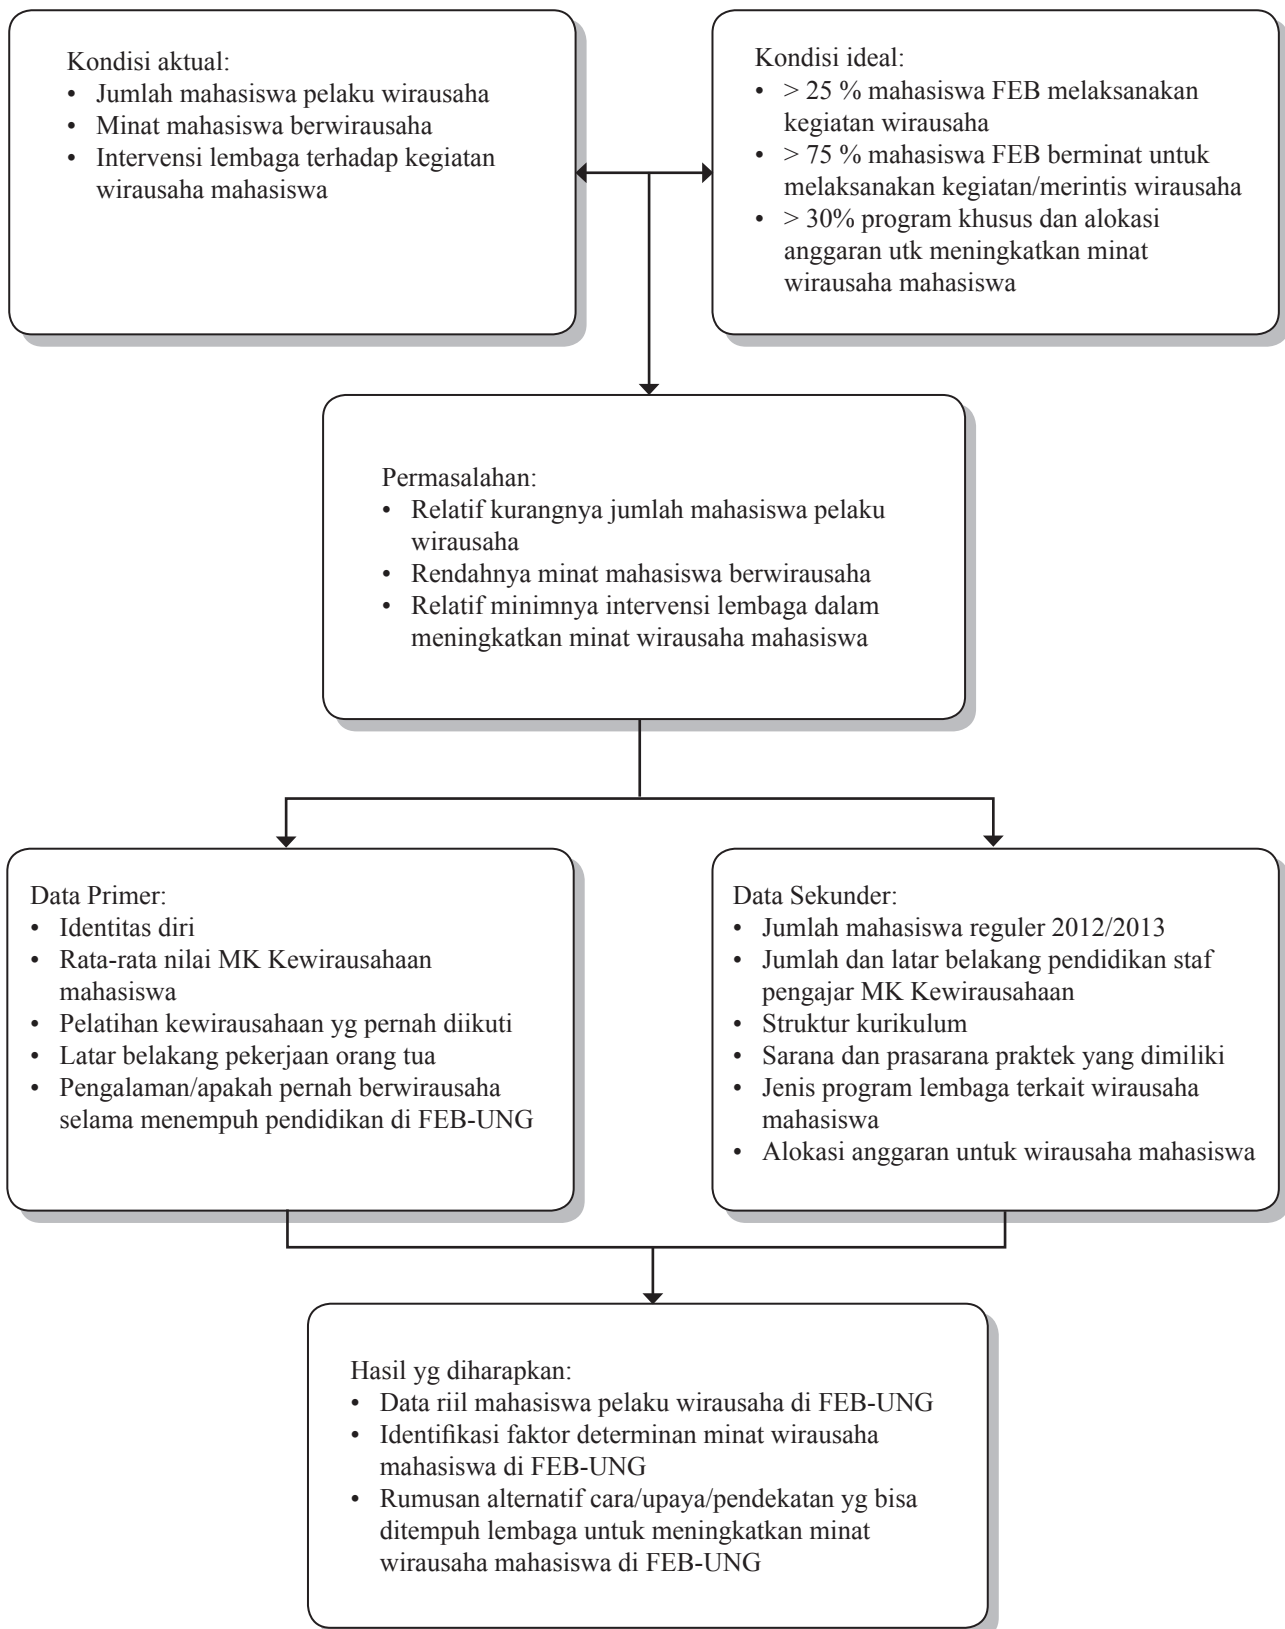 Kondisi aktual:
• Jumlah mahasiswa pelaku wirausaha
• Minat mahasiswa berwirausaha
• Intervensi lembaga terhadap kegiatan
wirausaha mahasiswa
Kondisi ideal:
• > 25 % mahasiswa FEB melaksanakan
kegiatan wirausaha
• > 75 % mahasiswa FEB berminat untuk
melaksanakan kegiatan/merintis wirausaha
• > 30% program khusus dan alokasi
anggaran utk meningkatkan minat
wirausaha mahasiswa
Permasalahan:
• Relatif kurangnya jumlah mahasiswa pelaku
wirausaha
• Rendahnya minat mahasiswa berwirausaha
• Relatif minimnya intervensi lembaga dalam
meningkatkan minat wirausaha mahasiswa
Data Primer:
• Identitas diri
• Rata-rata nilai MK Kewirausahaan
mahasiswa
• Pelatihan kewirausahaan yg pernah diikuti
• Latar belakang pekerjaan orang tua
• Pengalaman/apakah pernah berwirausaha
selama menempuh pendidikan di FEB-UNG
Data Sekunder:
• Jumlah mahasiswa reguler 2012/2013
• Jumlah dan latar belakang pendidikan staf
pengajar MK Kewirausahaan
• Struktur kurikulum
• Sarana dan prasarana praktek yang dimiliki
• Jenis program lembaga terkait wirausaha
mahasiswa
• Alokasi anggaran untuk wirausaha mahasiswa
Hasil yg diharapkan:
• Data riil mahasiswa pelaku wirausaha di FEB-UNG
• Identifikasi faktor determinan minat wirausaha
mahasiswa di FEB-UNG
• Rumusan alternatif cara/upaya/pendekatan yg bisa
ditempuh lembaga untuk meningkatkan minat
wirausaha mahasiswa di FEB-UNG